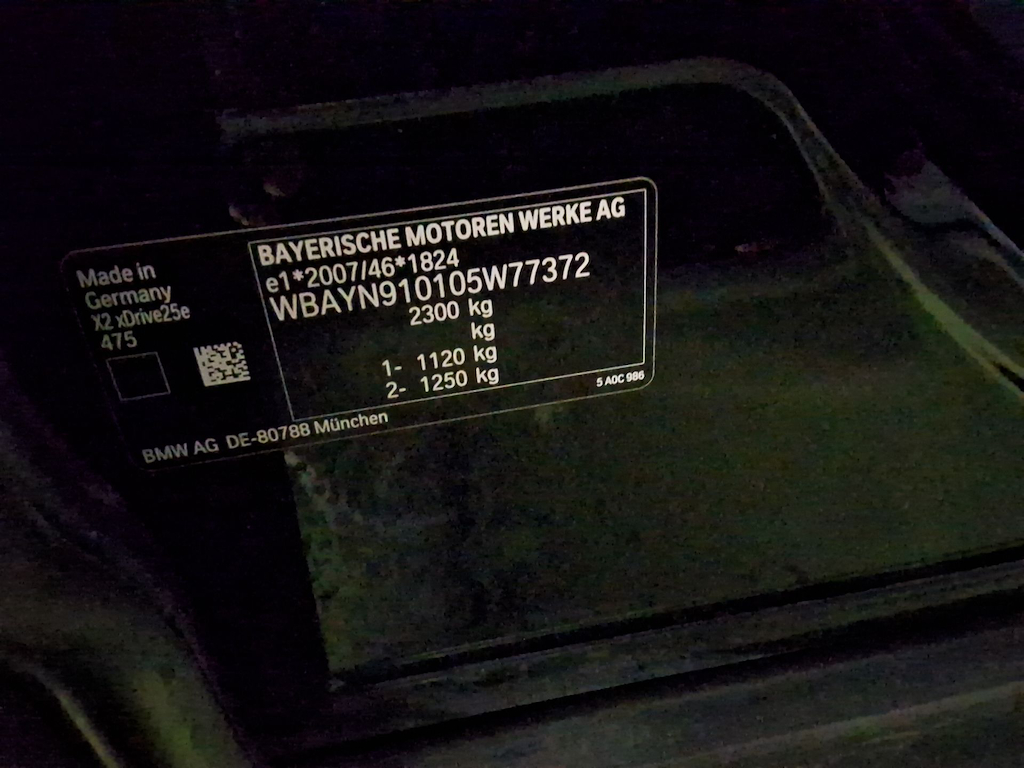 Made in
Germany
X2 xDrive25e
475
BAYERISCHE MOTOREN WERKE AG
e1*2007/46*1824
WBAYN910105W77372
2300 kg
kg
1- 1120 kg
2- 1250 kg
5 A0C 986
BMW AG DE-80788 München